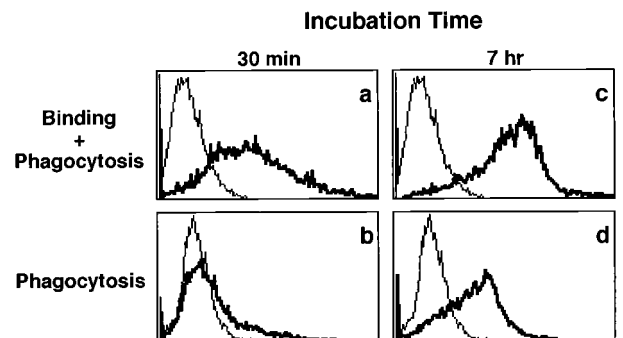 Incubation Time
30 min
7 hr
Binding
+
Phagocytosis
a
c
Phagocytosis
b
d